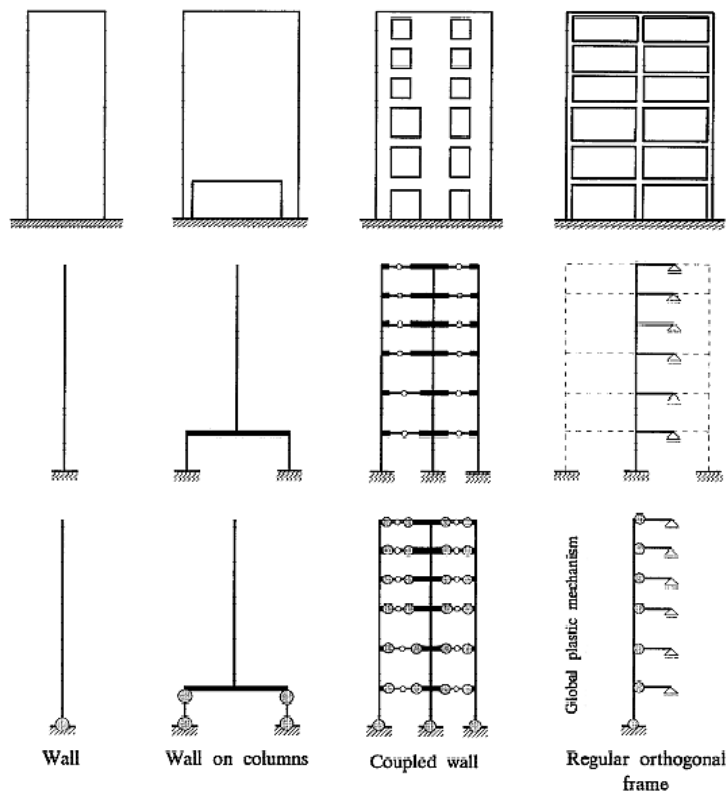 Global plastic mechanism
Wall
Wall on columns
Coupled wall
Regular orthogonal
frame